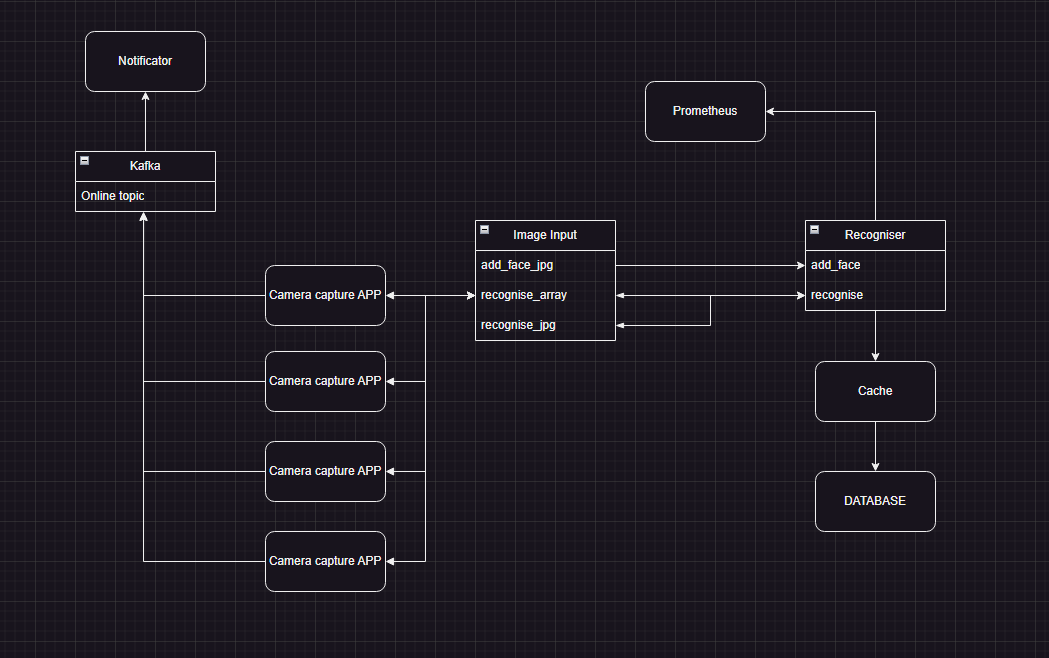 Notificator
Prometheus
Kafka
Online topic
Image Input
add_face_jpg
recognise_array
recognise_jpg
Recogniser
add_face
recognise
Camera capture APP
Camera capture APP
Camera capture APP
Camera capture APP
Cache
DATABASE